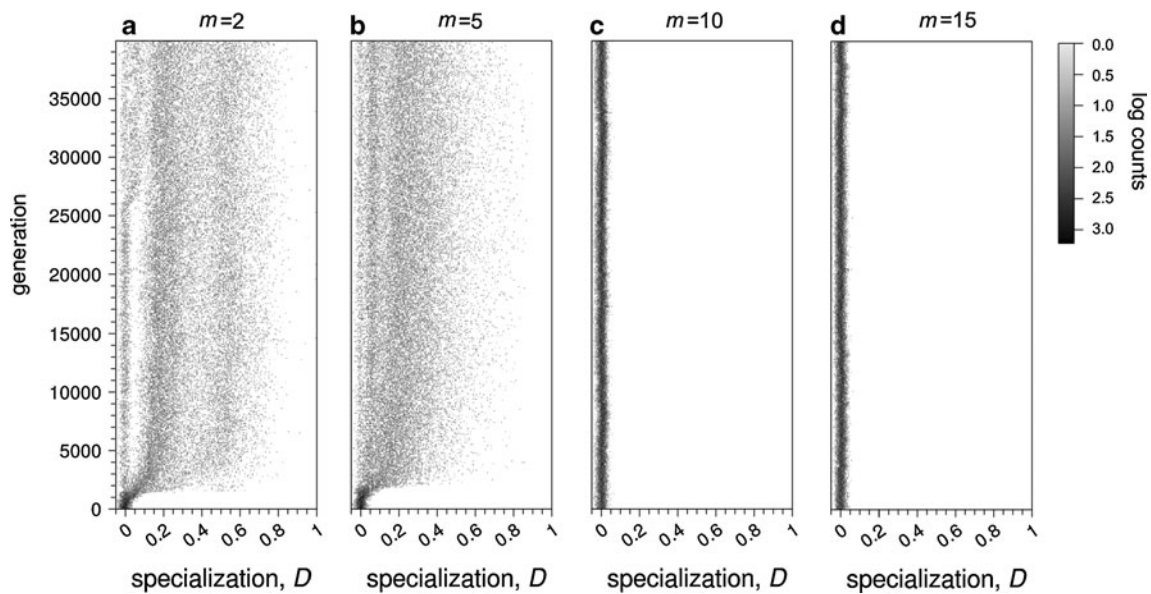 a m=2 b m=5 c m=10 d m=15
generation
35000
30000
25000
20000
15000
10000
5000
0
0 0.2 0.4 0.6 0.8 1
0 0.2 0.4 0.6 0.8 1
0 0.2 0.4 0.6 0.8 1
0 0.2 0.4 0.6 0.8 1
specialization, D specialization, D specialization, D specialization, D
0.0
0.5
1.0
1.5
2.0
2.5
3.0
log counts